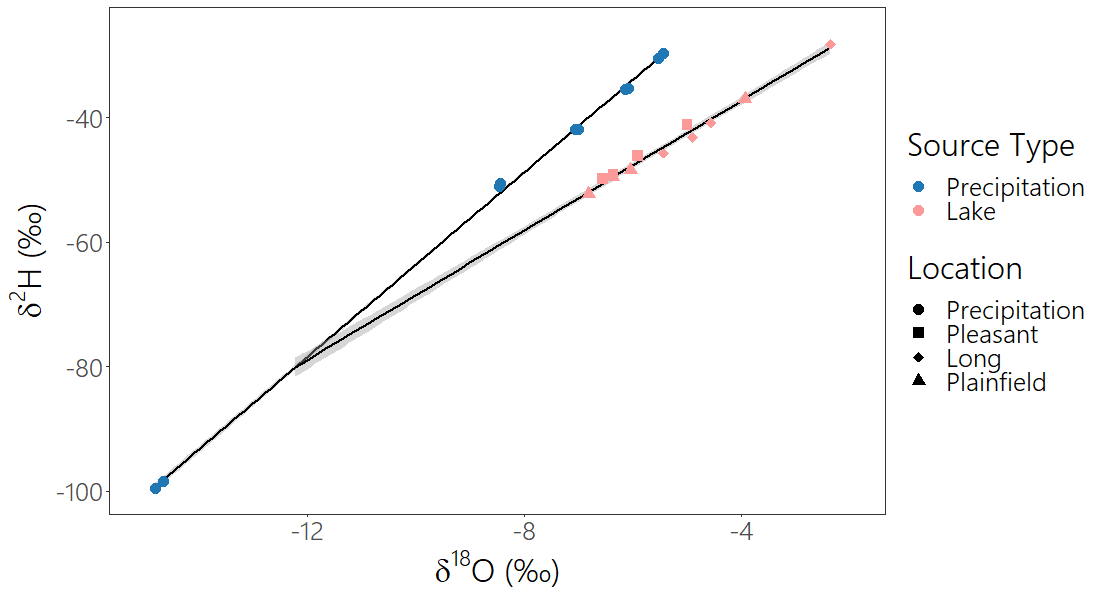 δ²H (‰)
-40
-60
-80
-100
-12
-8
-4
δ¹⁸O (‰)
Source Type
Precipitation
Lake
Location
Precipitation
Pleasant
Long
Plainfield